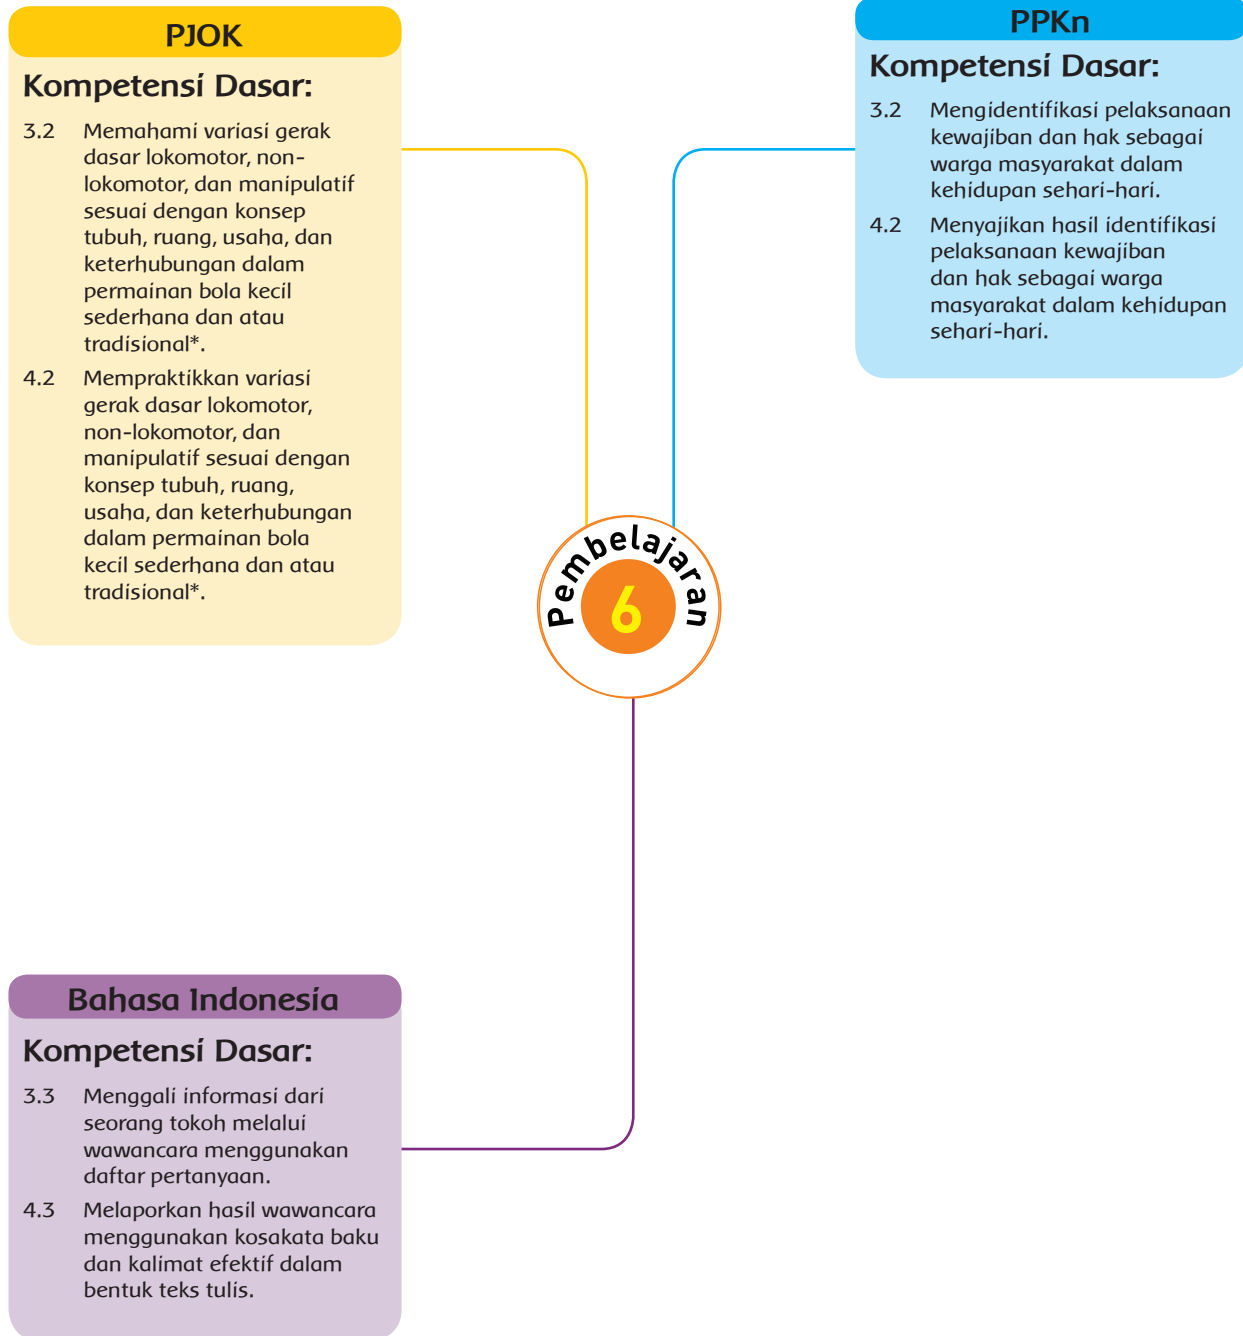 PJOK
Kompetensi Dasar:
3.2 Memahami variasi gerak
dasar lokomotor, non-
lokomotor, dan manipulatif
sesuai dengan konsep
tubuh, ruang, usaha, dan
keterhubungan dalam
permainan bola kecil
sederhana dan atau
tradisional*.
4.2 Mempraktikkan variasi
gerak dasar lokomotor,
non-lokomotor, dan
manipulatif sesuai dengan
konsep tubuh, ruang,
usaha, dan keterhubungan
dalam permainan bola
kecil sederhana dan atau
tradisional*.
PPKn
Kompetensi Dasar:
3.2 Mengidentifikasi pelaksanaan
kewajiban dan hak sebagai
warga masyarakat dalam
kehidupan sehari-hari.
4.2 Menyajikan hasil identifikasi
pelaksanaan kewajiban
dan hak sebagai warga
masyarakat dalam kehidupan
sehari-hari.
Pembelajaran
6
Bahasa Indonesia
Kompetensi Dasar:
3.3 Menggali informasi dari
seorang tokoh melalui
wawancara menggunakan
daftar pertanyaan.
4.3 Melaporkan hasil wawancara
menggunakan kosakata baku
dan kalimat efektif dalam
bentuk teks tulis.